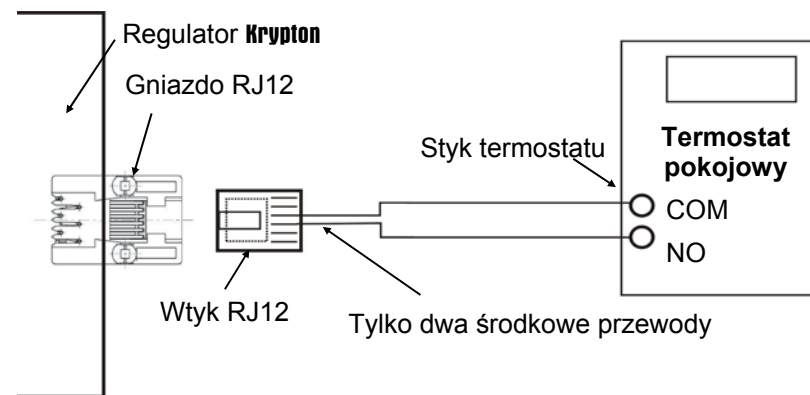 Regulator Krypton
Gniazdo RJ12
Styk termostatu
Termostat
pokojowy
COM
NO
Wtyk RJ12
Tylko dwa środkowe przewody